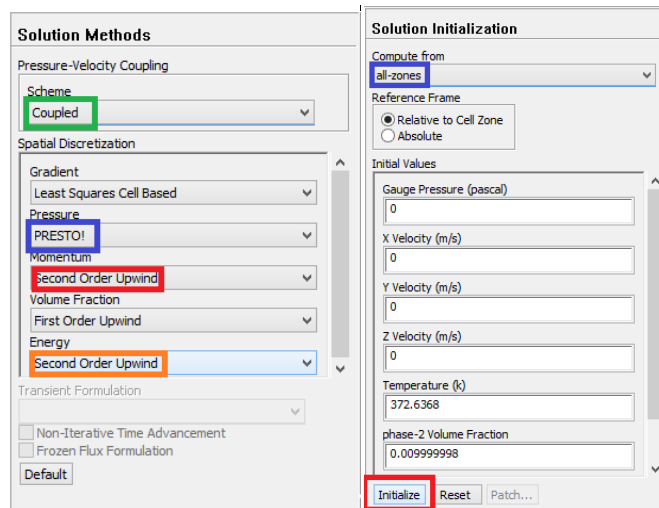 Solution Methods
Pressure-Velocity Coupling
Scheme
Coupled
Spatial Discretization
Gradient
Least Squares Cell Based
Pressure
PRESTO!
Momentum
Second Order Upwind
Volume Fraction
First Order Upwind
Energy
Second Order Upwind
Transient Formulation
Non-Iterative Time Advancement
Frozen Flux Formulation
Default
Solution Initialization
Compute from
all-zones
Reference Frame
Relative to Cell Zone
Absolute
Initial Values
Gauge Pressure (pascal)
0
X Velocity (m/s)
0
Y Velocity (m/s)
0
Z Velocity (m/s)
0
Temperature (k)
372.6368
phase-2 Volume Fraction
0.009999998
Initialize Reset Patch...